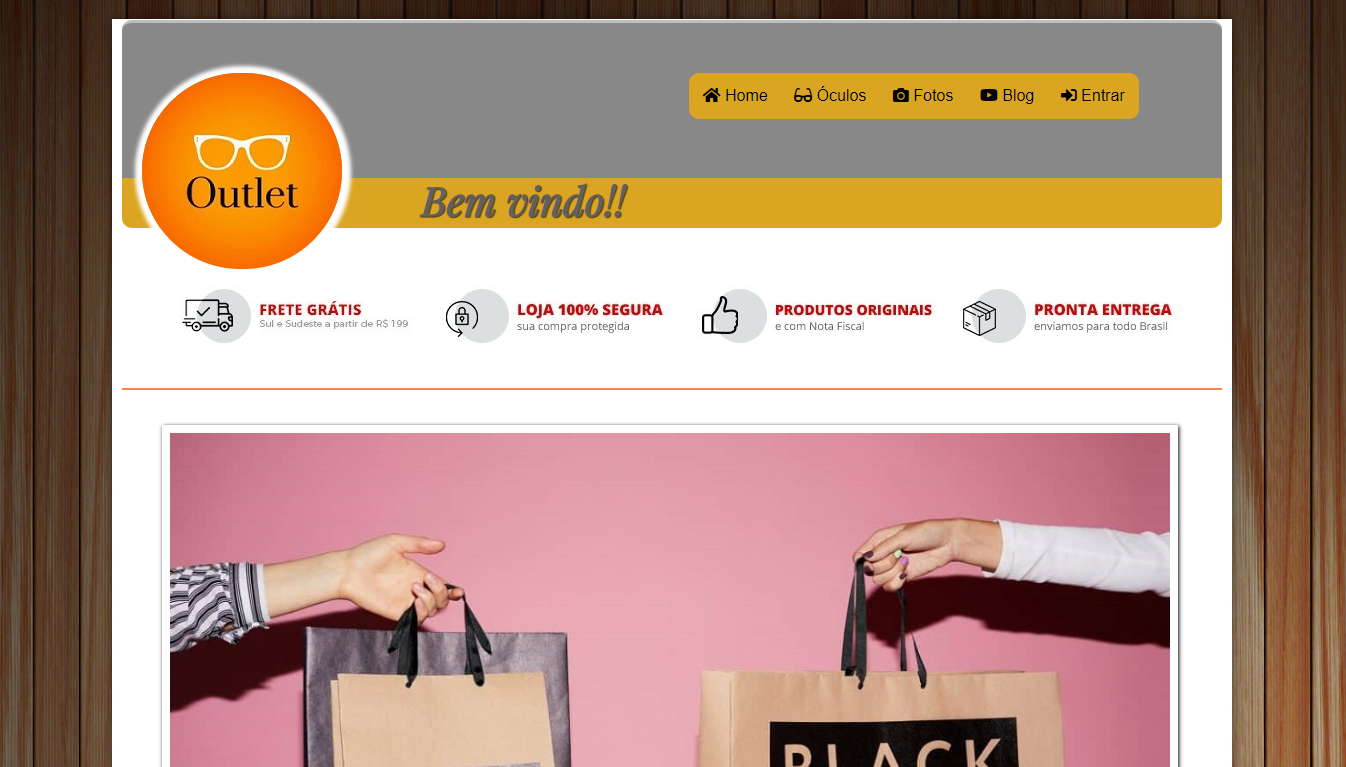 Home Óculos Fotos Blog Entrar
Outlet
Bem vindo!!
FRETE GRÁTIS
Sul e Sudeste a partir de R$ 199
LOJA 100% SEGURA
sua compra protegida
PRODUTOS ORIGINAIS
e com Nota Fiscal
PRONTA ENTREGA
enviamos para todo Brasil
BLACK